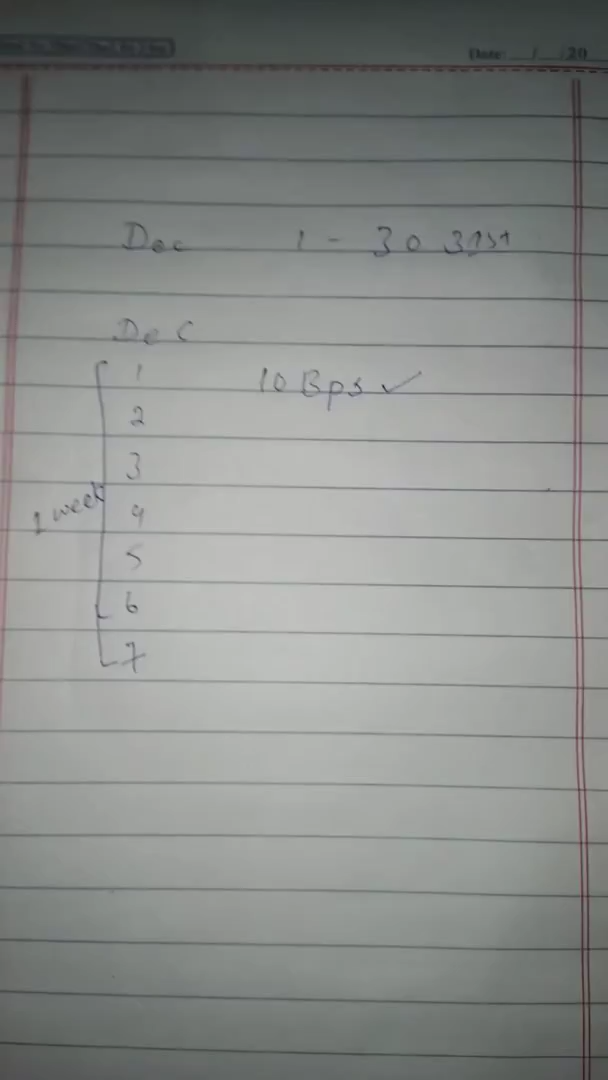 Date: / /20
Dec 1 - 30 31st
Dec
1 10 Bps ✓
2
3
1 week 4
5
6
7